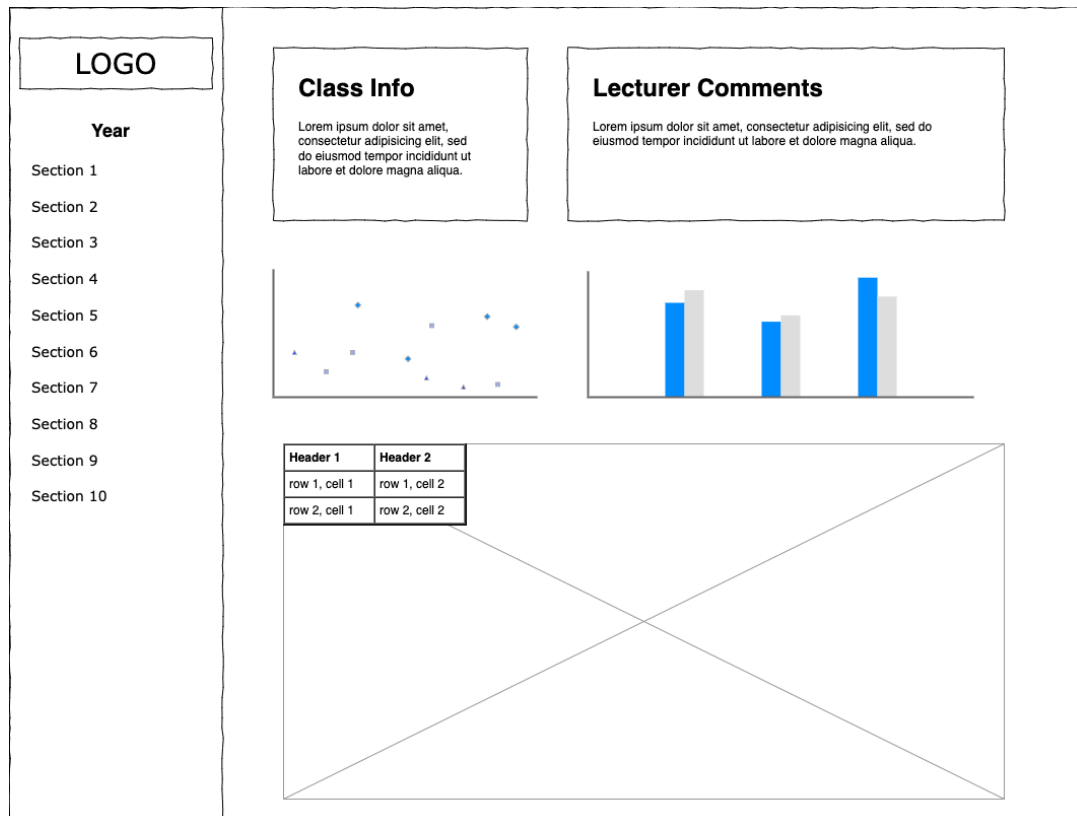 LOGO
Year
Section 1
Section 2
Section 3
Section 4
Section 5
Section 6
Section 7
Section 8
Section 9
Section 10
Class Info
Lorem ipsum dolor sit amet,
consectetur adipisicing elit, sed
do eiusmod tempor incididunt ut
labore et dolore magna aliqua.
Lecturer Comments
Lorem ipsum dolor sit amet, consectetur adipisicing elit, sed do
eiusmod tempor incididunt ut labore et dolore magna aliqua.
Header 1 Header 2
row 1, cell 1 row 1, cell 2
row 2, cell 1 row 2, cell 2